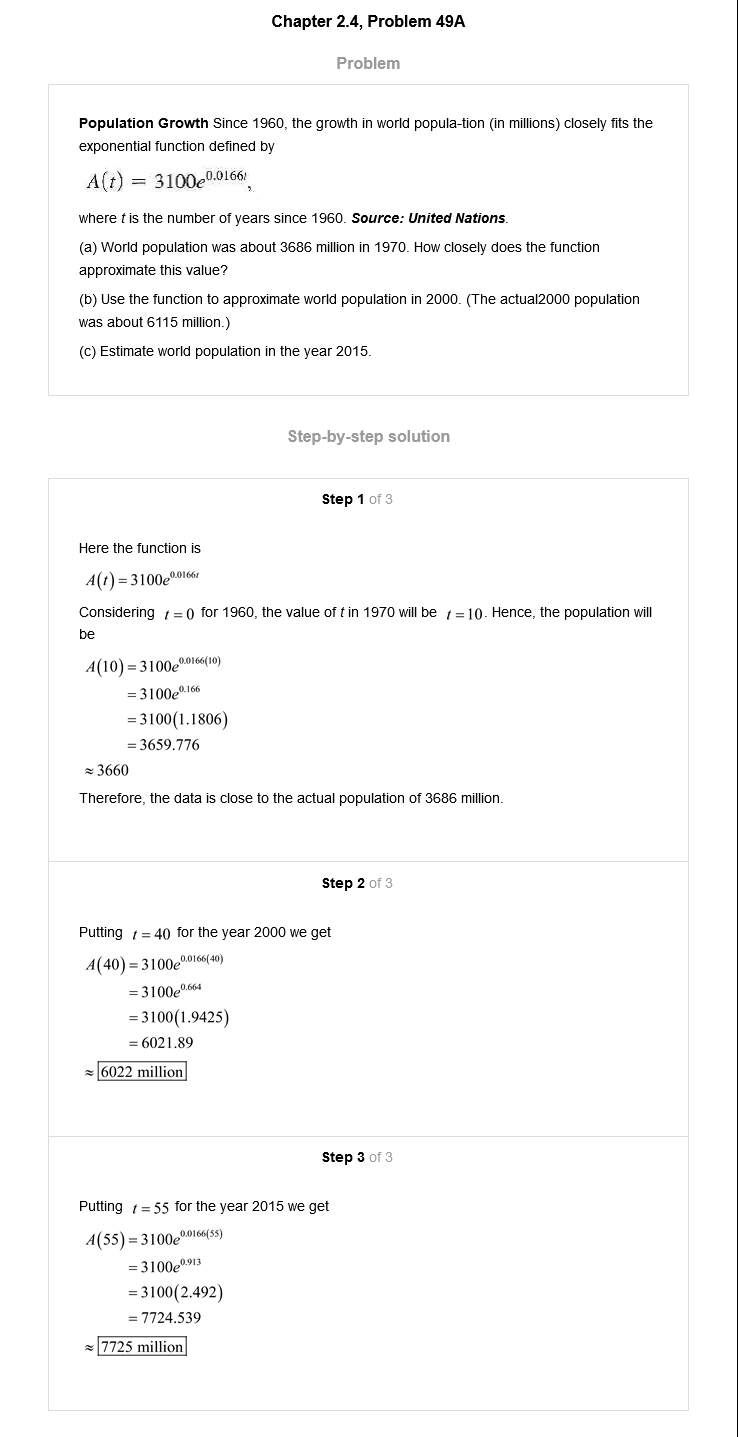 Chapter 2.4, Problem 49A
Problem
Population Growth Since 1960, the growth in world popula-tion (in millions) closely fits the
exponential function defined by
A(t) = 3100e^0.0166t,
where t is the number of years since 1960. Source: United Nations.
(a) World population was about 3686 million in 1970. How closely does the function
approximate this value?
(b) Use the function to approximate world population in 2000. (The actual2000 population
was about 6115 million.)
(c) Estimate world population in the year 2015.
Step-by-step solution
Step 1 of 3
Here the function is
A(t) = 3100e^0.0166t
Considering t = 0 for 1960, the value of t in 1970 will be t = 10. Hence, the population will
be
A(10) = 3100e^0.0166(10)
= 3100e^0.166
= 3100(1.1806)
= 3659.776
≈ 3660
Therefore, the data is close to the actual population of 3686 million.
Step 2 of 3
Putting t = 40 for the year 2000 we get
A(40) = 3100e^0.0166(40)
= 3100e^0.664
= 3100(1.9425)
= 6021.89
≈ 6022 million
Step 3 of 3
Putting t = 55 for the year 2015 we get
A(55) = 3100e^0.0166(55)
= 3100e^0.913
= 3100(2.492)
= 7724.539
≈ 7725 million